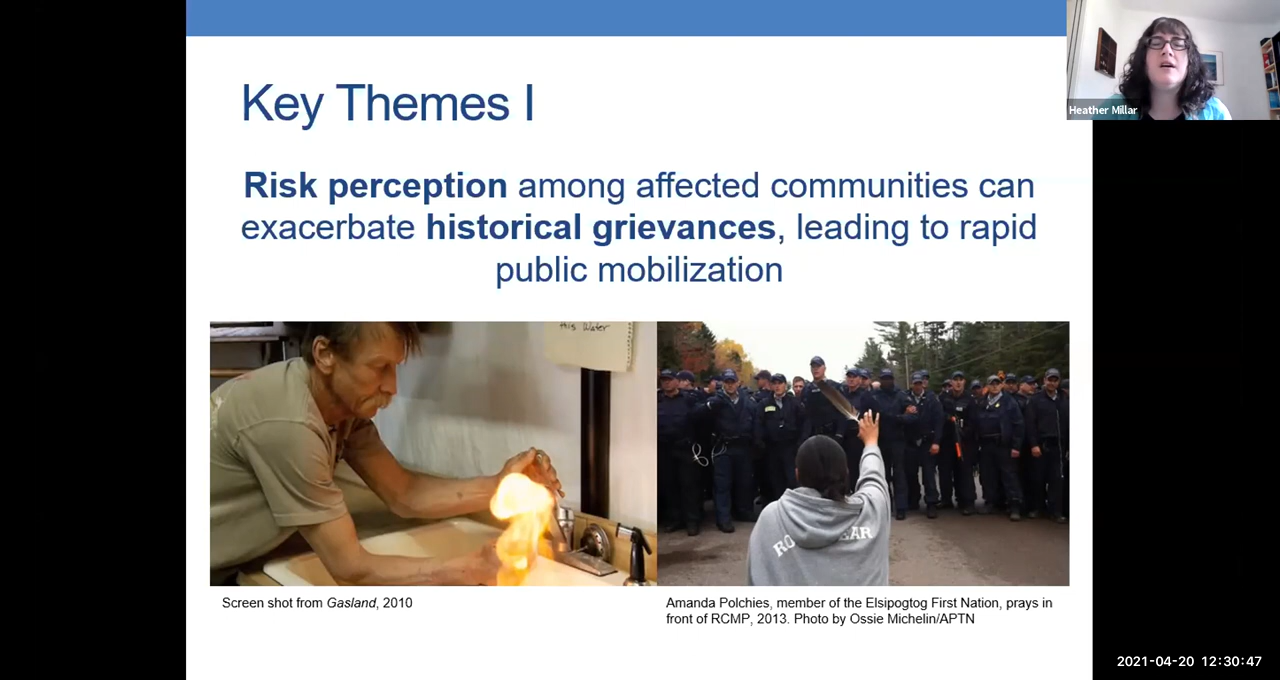 Key Themes I
Heather Millar
Risk perception among affected communities can
exacerbate historical grievances, leading to rapid
public mobilization
this Water
Screen shot from Gasland, 2010
Amanda Polchies, member of the Elsipogtog First Nation, prays in
front of RCMP, 2013. Photo by Ossie Michelin/APTN
2021-04-20 12:30:47